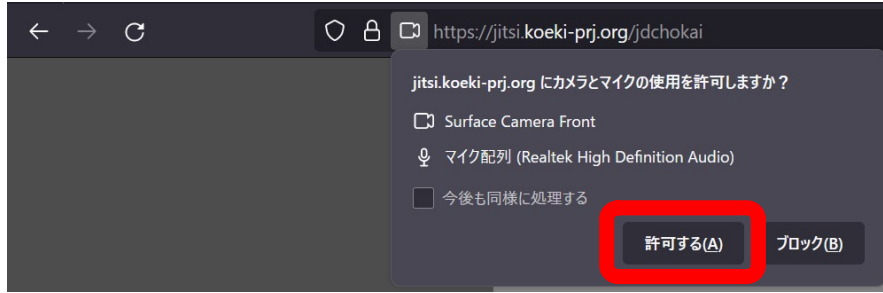 https://jitsi.koeki-prj.org/jdchokai
jitsi.koeki-prj.org にカメラとマイクの使用を許可しますか？
Surface Camera Front
マイク配列 (Realtek High Definition Audio)
今後も同様に処理する
許可する(A) ブロック(B)